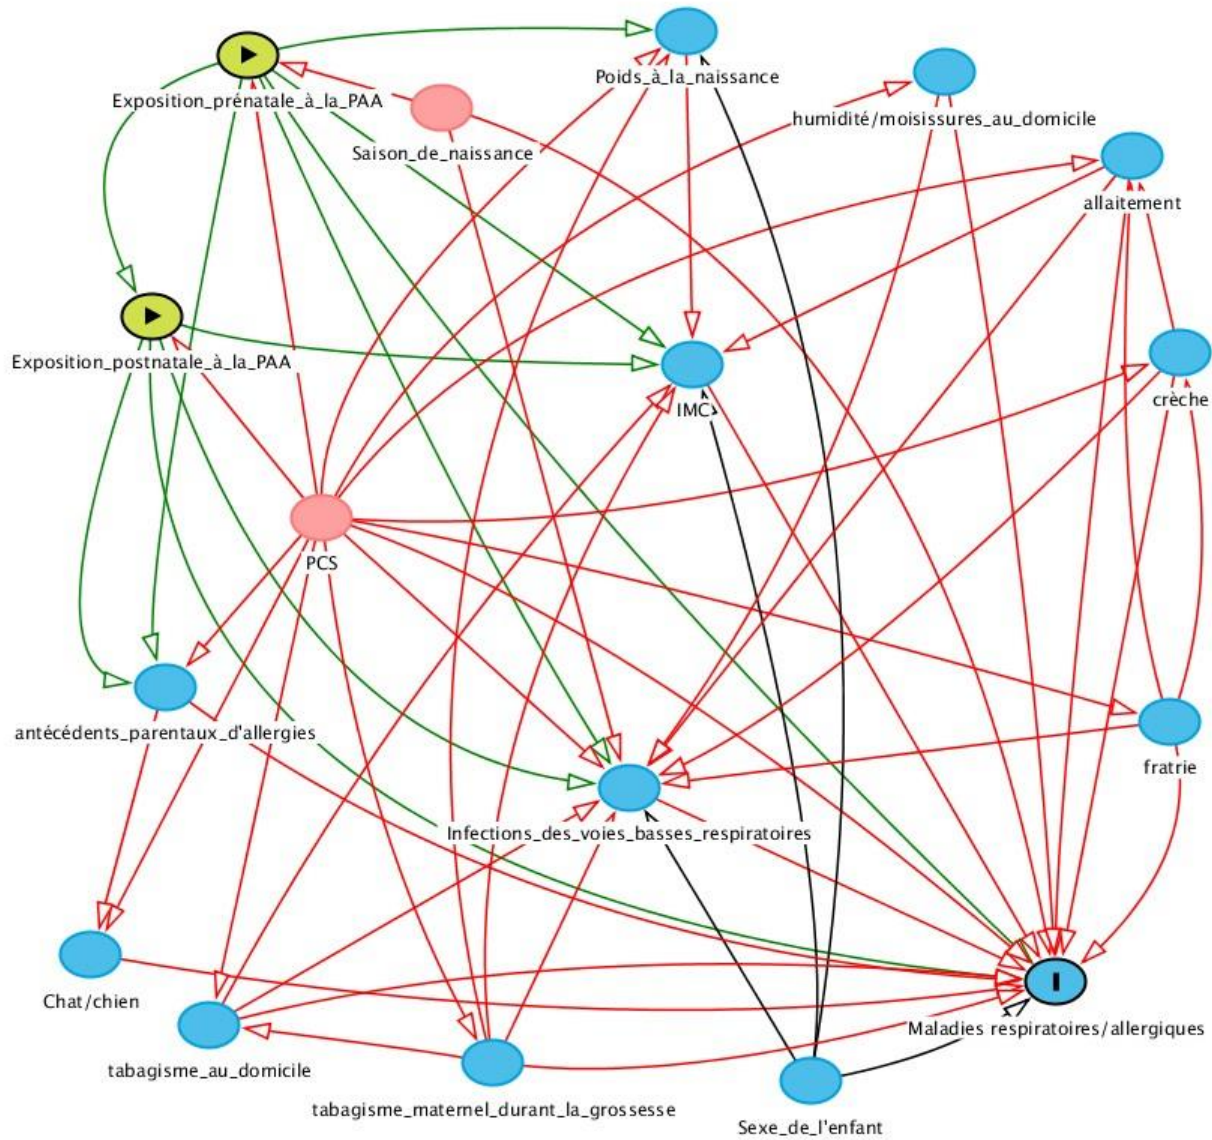 Poids_à_la_naissance
Exposition_prénatale_à_la_PAA
humidité/moisissures_au_domicile
Saison_de_naissance
allaitement
Exposition_postnatale_à_la_PAA
crèche
IMC
PCS
antécédents_parentaux_d'allergies
fratrie
Infections_des_voies_basses_respiratoires
Chat/chien
Maladies respiratoires/allergiques
tabagisme_au_domicile
tabagisme_maternel_durant_la_grossesse
Sexe_de_l'enfant